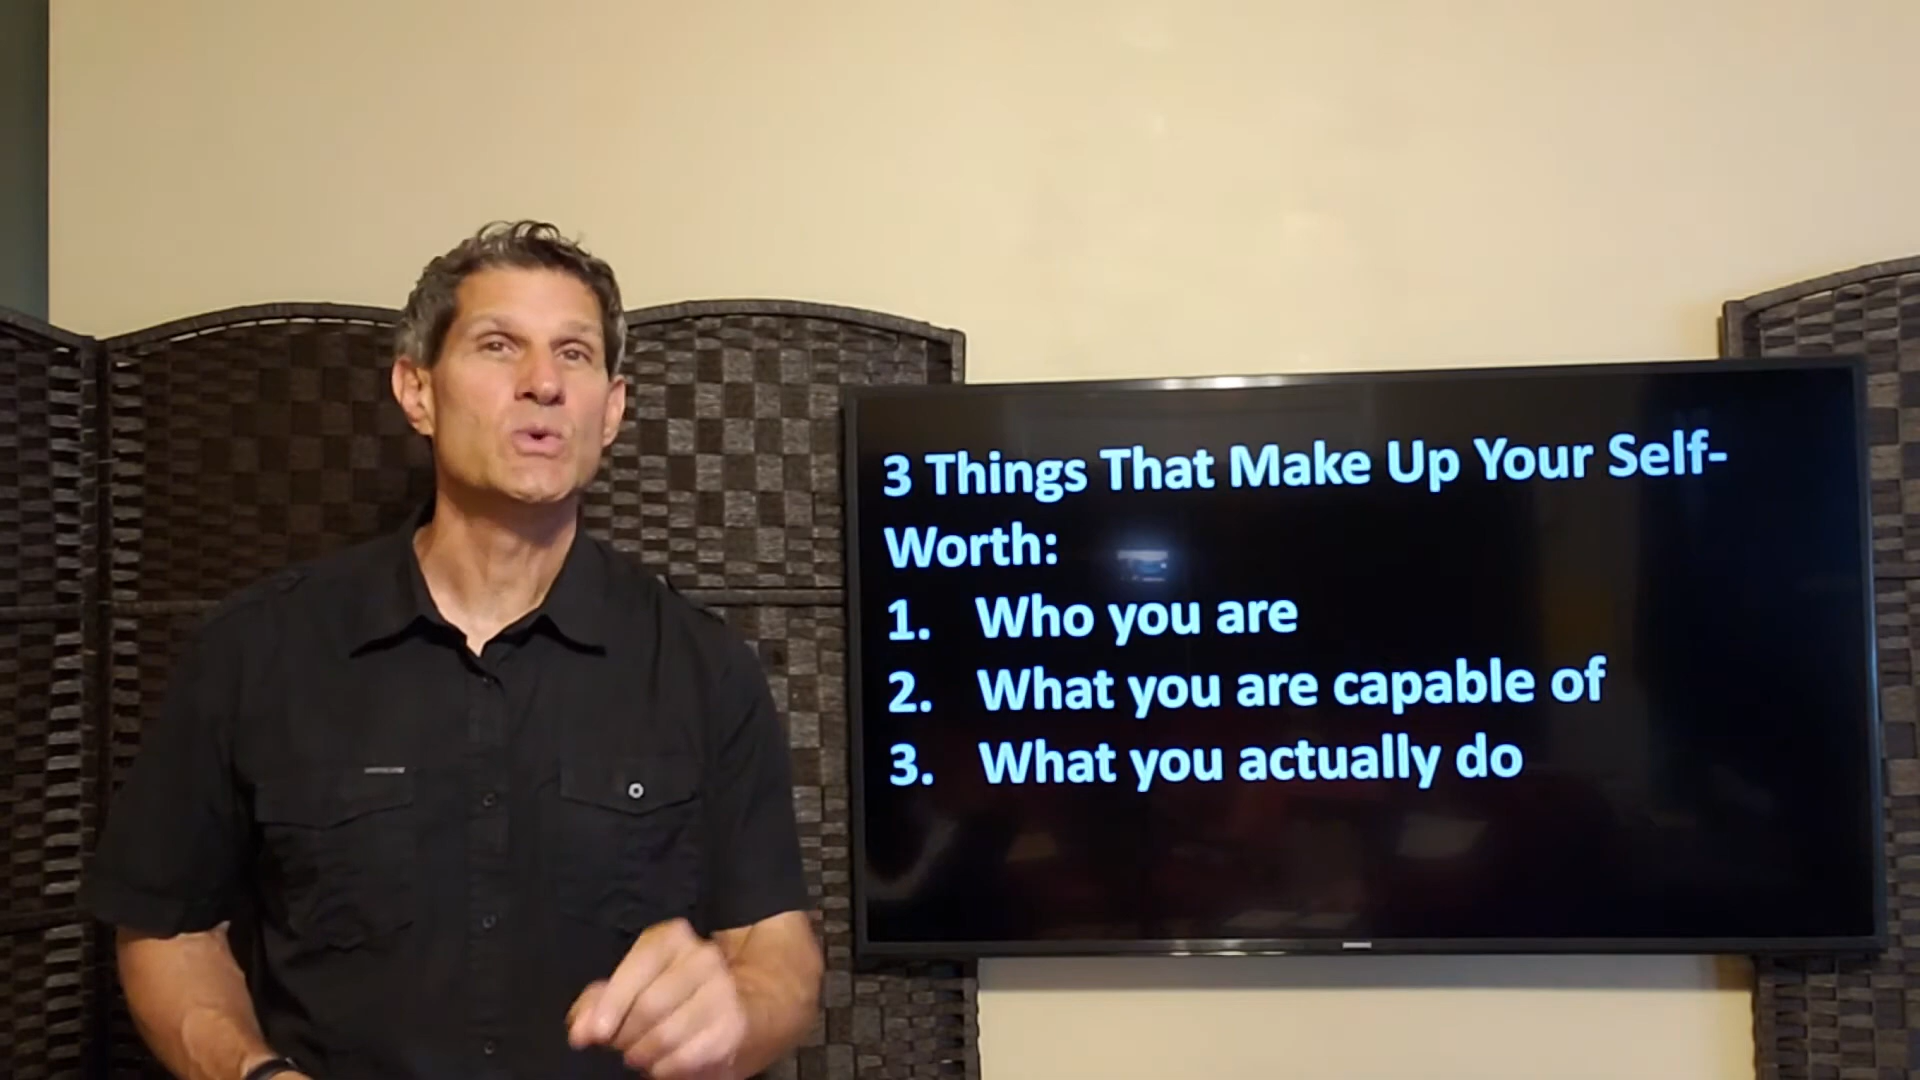 3 Things That Make Up Your Self-
Worth:
1. Who you are
2. What you are capable of
3. What you actually do